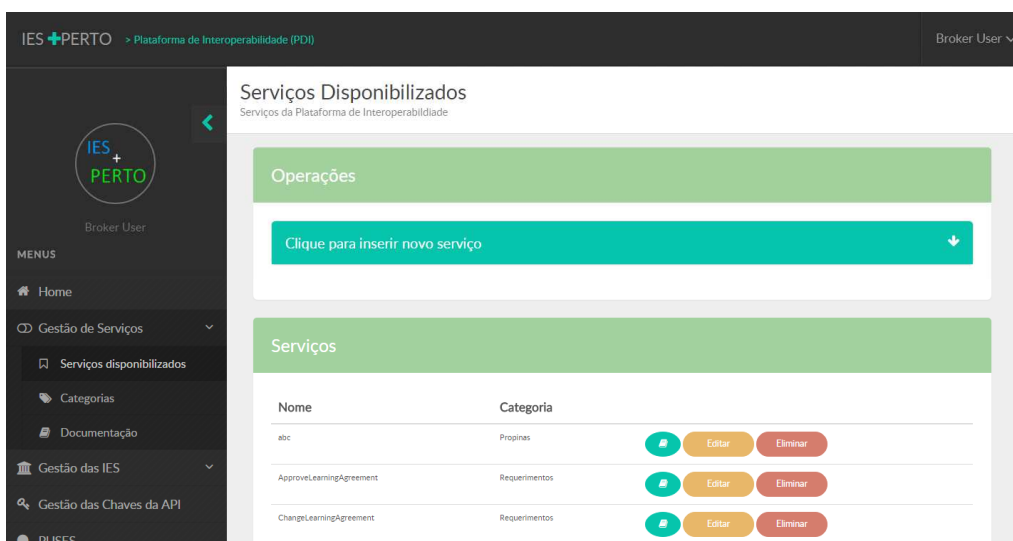 IES PERTO > Plataforma de Interoperabilidade (PDI)
Broker User
IES
+
PERTO
Broker User
MENUS
Home
Gestão de Serviços
Serviços disponibilizados
Categorias
Documentação
Gestão das IES
Gestão das Chaves da API
Serviços Disponibilizados
Serviços da Plataforma de Interoperabildiade
Operações
Clique para inserir novo serviço
Serviços
Nome Categoria
abc Propinas Editar Eliminar
ApproveLearningAgreement Requerimentos Editar Eliminar
ChangeLearningAgreement Requerimentos Editar Eliminar